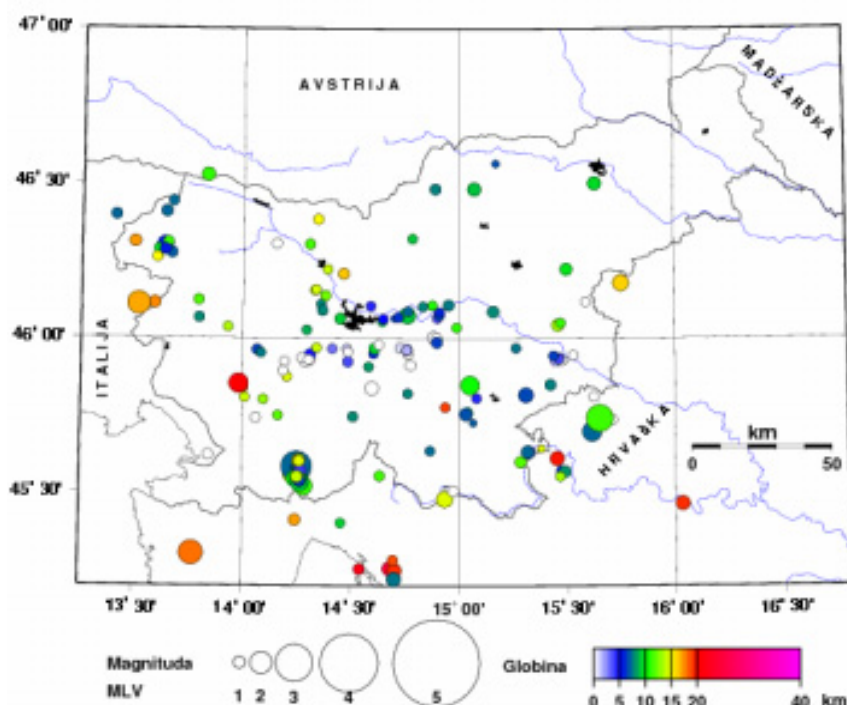 47° 00'
AVSTRIJA
MADŽARSKA
46° 30'
46° 00'
ITALIJA
HRVAŠKA
km
0 50
45° 30'
13° 30' 14° 00' 14° 30' 15° 00' 15° 30' 16° 00' 16° 30'
Magnituda
MLV
1 2 3 4 5
Globina
0 5 10 15 20 40 km